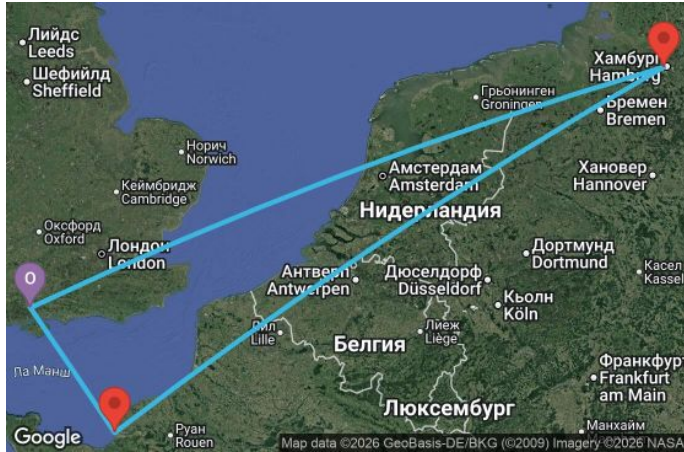 Лийдс
Leeds
Шефийлд
Sheffield
Хамбург
Hamburg
Грьонинген
Groningen
Бремен
Bremen
Норич
Norwich
Амстердам
Amsterdam
Хановер
Hannover
Кеймбридж
Cambridge
Нидерландия
Оксфорд
Oxford
Лондон
London
Дортмунд
Dortmund
О
Антверп
Antwerpen
Дюселдорф
Düsseldorf
Касел
Kassel
Кьолн
Köln
Лил
Lille
Лиеж
Liège
Белгия
Ла Манш
Франкфурт
Frankfurt
am Main
Люксембург
Руан
Rouen
Манхайм
Google
Map data ©2026 GeoBasis-DE/BKG (©2009) Imagery ©2026 NASA